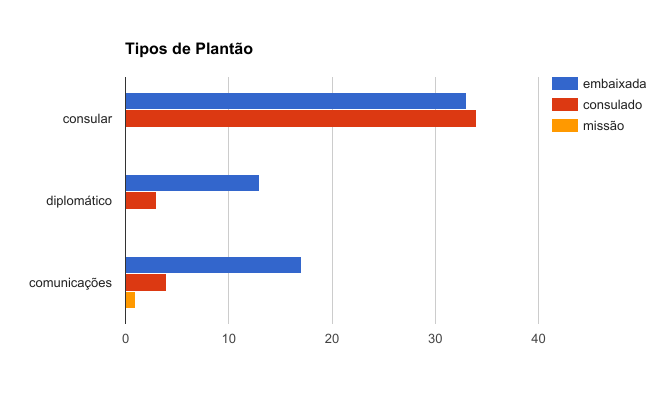 Tipos de Plantão
embaixada
consulado
missão
consular
diplomático
comunicações
0 10 20 30 40